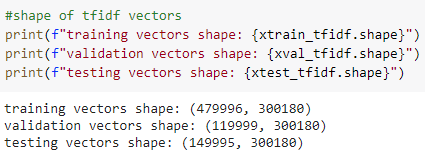 #shape of tfidf vectors
print(f"training vectors shape: {xtrain_tfidf.shape}")
print(f"validation vectors shape: {xval_tfidf.shape}")
print(f"testing vectors shape: {xtest_tfidf.shape}")
training vectors shape: (479996, 300180)
validation vectors shape: (119999, 300180)
testing vectors shape: (149995, 300180)